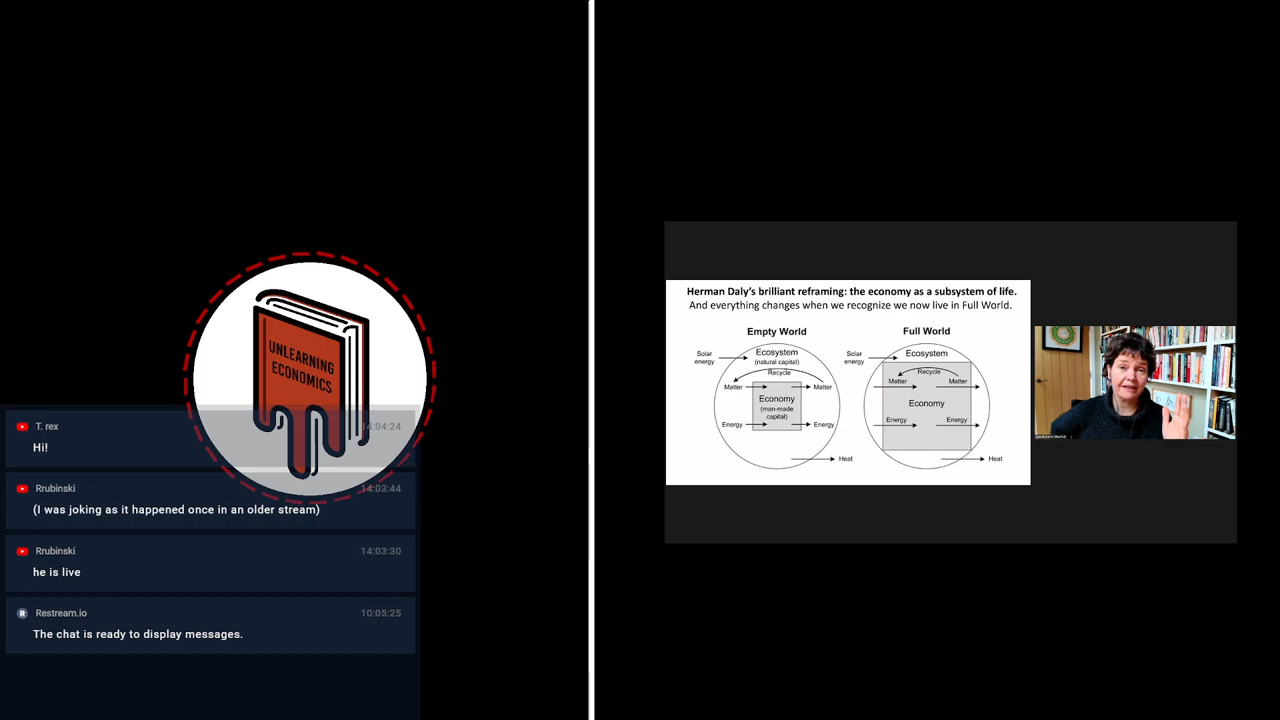 UNLEARNING
ECONOMICS
T. rex
14:04:24
Hi!
Rrubinski
14:03:44
(I was joking as it happened once in an older stream)
Rrubinski
14:03:30
he is live
R
Restream.io
10:05:25
The chat is ready to display messages.
Herman Daly's brilliant reframing: the economy as a subsystem of life.
And everything changes when we recognize we now live in Full World.
Empty World
Solar
energy
Ecosystem
(natural capital)
Recycle
Matter
Matter
Economy
(man-made
capital)
Energy
Energy
Heat
Full World
Solar
energy
Ecosystem
Recycle
Matter
Matter
Economy
Energy
Energy
Heat